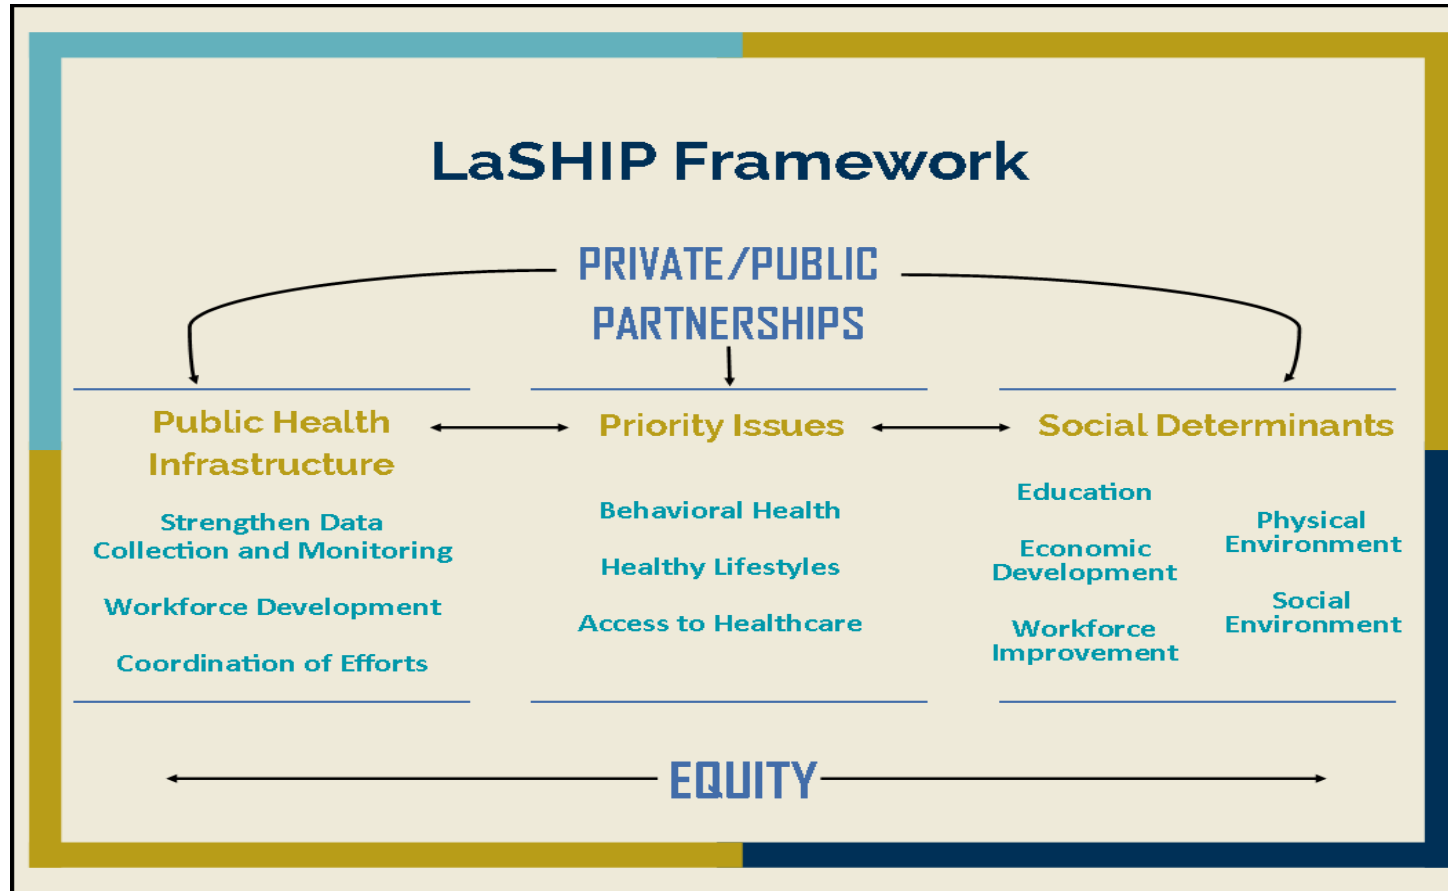 LaSHIP Framework
PRIVATE/PUBLIC
PARTNERSHIPS
Public Health
Infrastructure
Strengthen Data
Collection and Monitoring
Workforce Development
Coordination of Efforts
Priority Issues
Behavioral Health
Healthy Lifestyles
Access to Healthcare
Social Determinants
Education
Economic
Development
Workforce
Improvement
Physical
Environment
Social
Environment
EQUITY